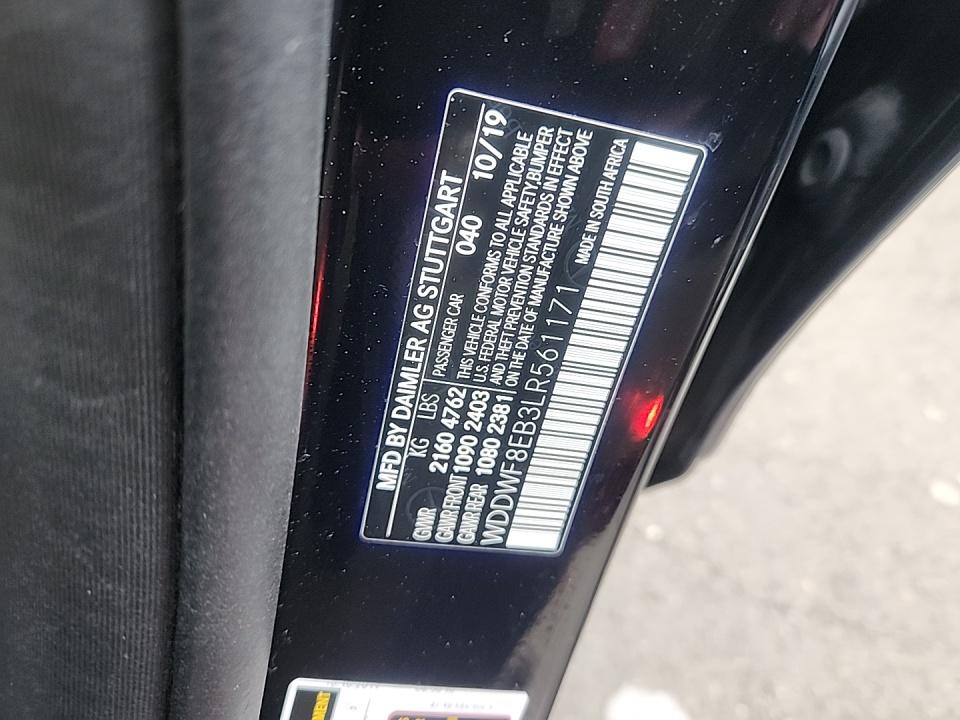 MFD BY DAIMLER AG STUTTGART
KG LBS PASSENGER CAR 040 10/19
GVWR 2160 4762
GAWR FRONT 1090 2403
GAWR REAR 1080 2381
THIS VEHICLE CONFORMS TO ALL APPLICABLE
U.S. FEDERAL MOTOR VEHICLE SAFETY,BUMPER
AND THEFT PREVENTION STANDARDS IN EFFECT
ON THE DATE OF MANUFACTURE SHOWN ABOVE
WDDWF8EB3LR561171
MADE IN SOUTH AFRICA